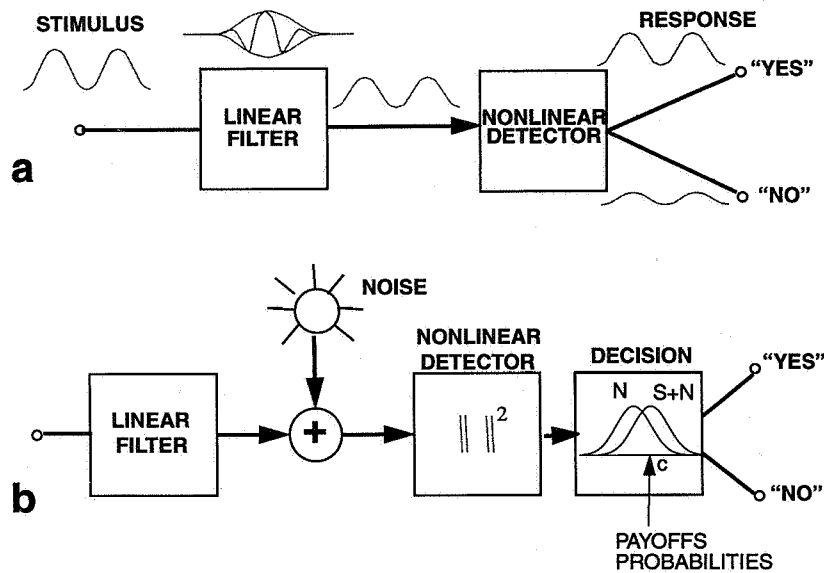 STIMULUS
RESPONSE
LINEAR
FILTER
NONLINEAR
DETECTOR
“YES”
“NO”
a
NOISE
NONLINEAR
DETECTOR
DECISION
LINEAR
FILTER
+
|| ||²
N S+N
c
“YES”
“NO”
b
PAYOFFS
PROBABILITIES